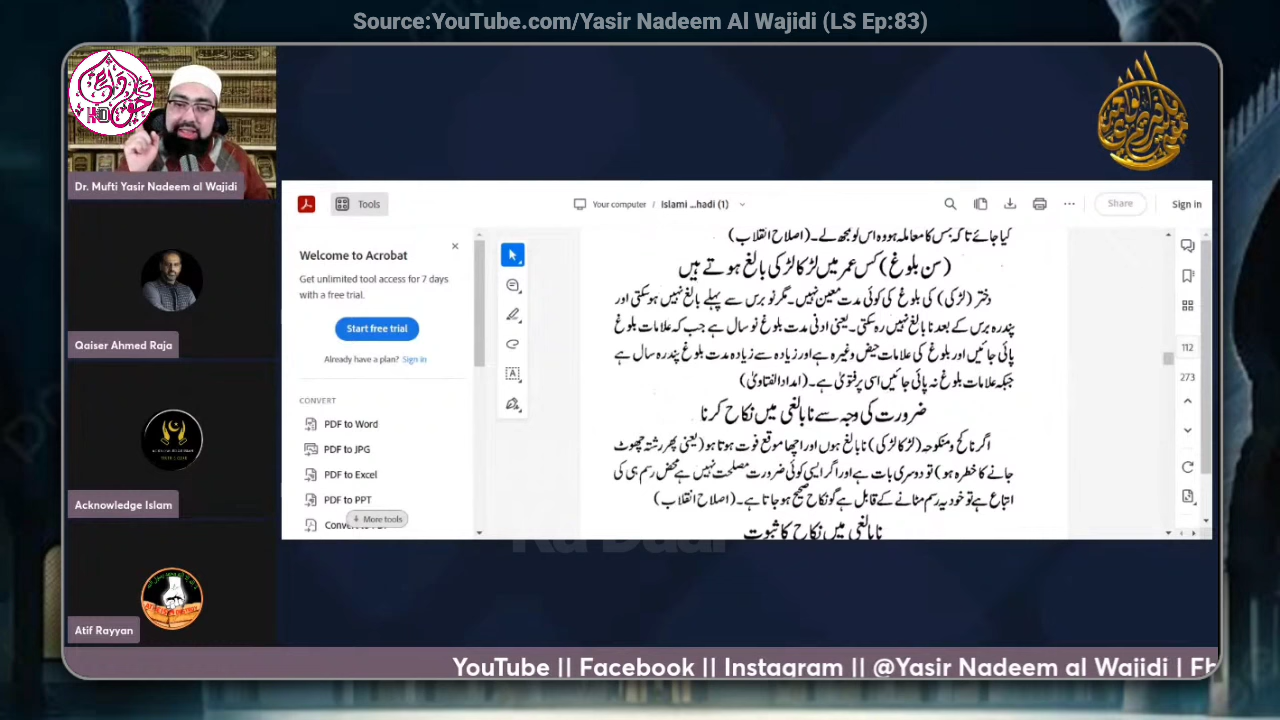 Source:YouTube.com/Yasir Nadeem Al Wajidi (LS Ep:83)
HD
Dr. Mufti Yasir Nadeem al Wajidi
Qaiser Ahmed Raja
Acknowledge Islam
Atif Rayyan
Tools
Your computer / Islami ...hadi (1)
Share
Sign in
Welcome to Acrobat
Get unlimited tool access for 7 days
with a free trial.
Start free trial
Already have a plan? Sign in
CONVERT
PDF to Word
PDF to JPG
PDF to Excel
PDF to PPT
More tools
کیا جائے تاکہ جس کا معاملہ ہو وہ اس کو سمجھ لے۔ (اصلاح انقلاب)
(سن بلوغ) کس عمر میں لڑکا لڑکی بالغ ہوتے ہیں
دختر (لڑکی) کی بلوغ کی کوئی مدت معین نہیں۔ مگر نو برس سے پہلے بالغ نہیں ہوسکتی اور
پندرہ برس کے بعد نابالغ نہیں رہ سکتی۔ یعنی ادنی مدت بلوغ نو سال ہے جب کہ علامات بلوغ
پائی جائیں اور بلوغ کی علامات حیض وغیرہ ہے اور زیادہ سے زیادہ مدت بلوغ پندرہ سال ہے
جبکہ علامات بلوغ نہ پائی جائیں اسی پر فتویٰ ہے۔ (امداد الفتاویٰ)
ضرورت کی وجہ سے نابالغی میں نکاح کرنا
اگر ناکح ومنکوحہ (لڑکا لڑکی) نابالغ ہوں اور اچھا موقع فوت ہوتا ہو (یعنی پھر رشتہ چھوٹ
جانے کا خطرہ ہو) تو دوسری بات ہے اور اگر ایسی کوئی ضرورت مصلحت نہیں ہے محض رسم ہی کی
اتباع ہے تو خود یہ رسم مٹانے کے قابل ہے گو نکاح صحیح ہو جاتا ہے۔ (اصلاح انقلاب)
نابالغی میں نکاح کا ثبوت
112
273
YouTube || Facebook || Instagram || @Yasir Nadeem al Wajidi |